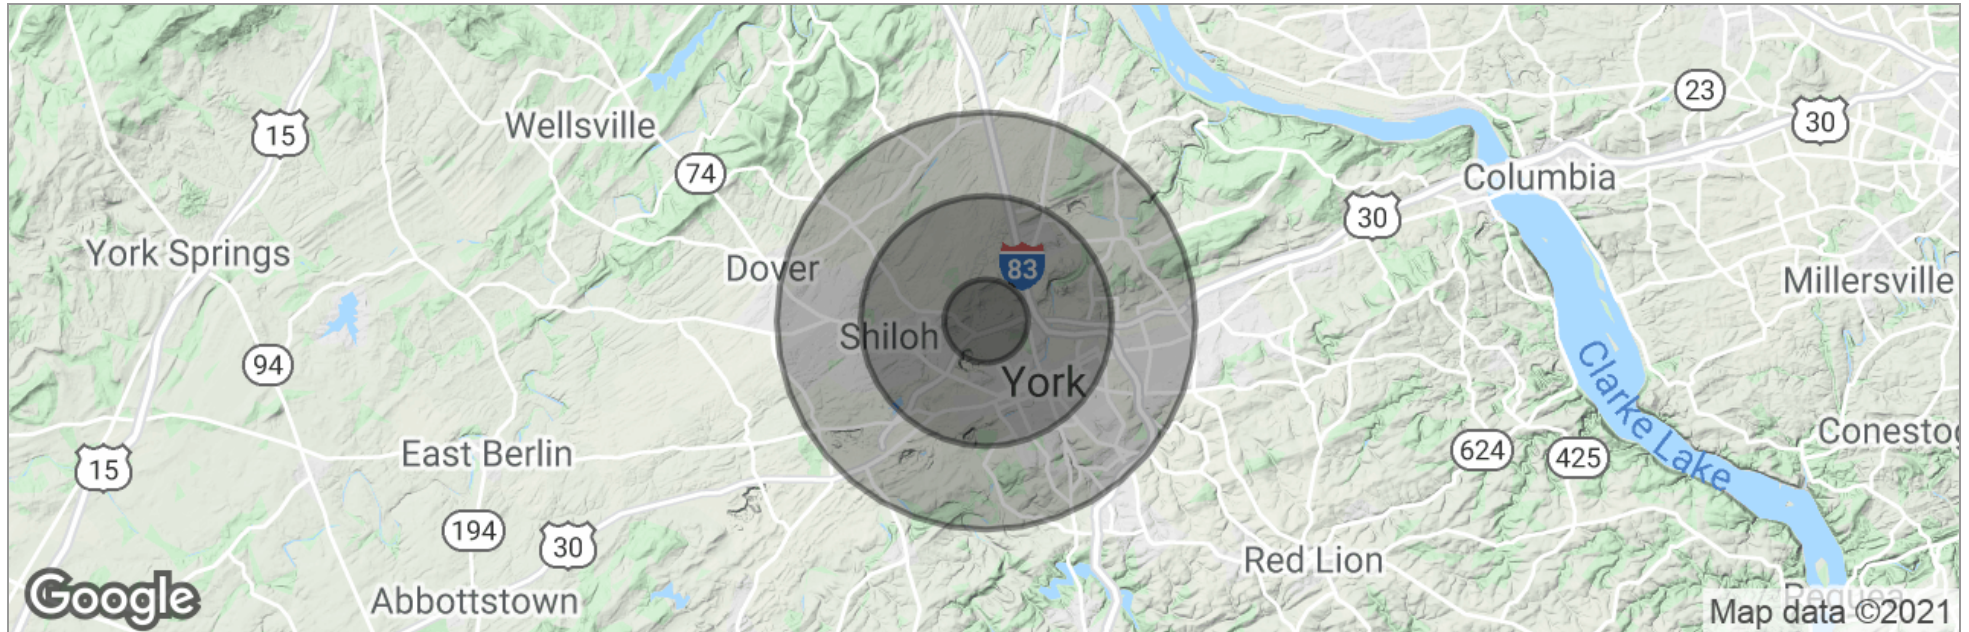 23
30
15
Wellsville
74
Columbia
30
York Springs
Dover
83
Millersville
Shiloh
94
York
Clarke Lake
15
East Berlin
624
425
Conesto
194
30
Red Lion
Abbottstown
Google
Pequea
Map data ©2021